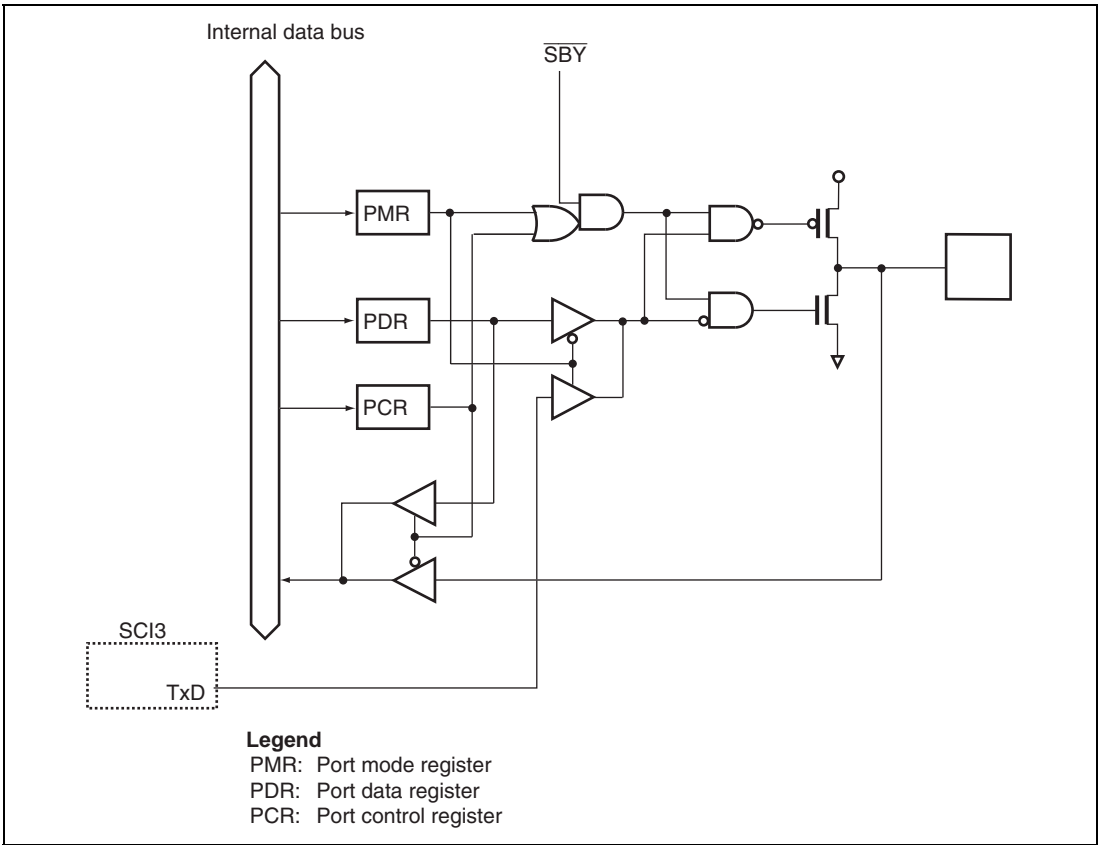 Internal data bus
SBY
PMR
PDR
PCR
SCI3
TxD
Legend
PMR: Port mode register
PDR: Port data register
PCR: Port control register